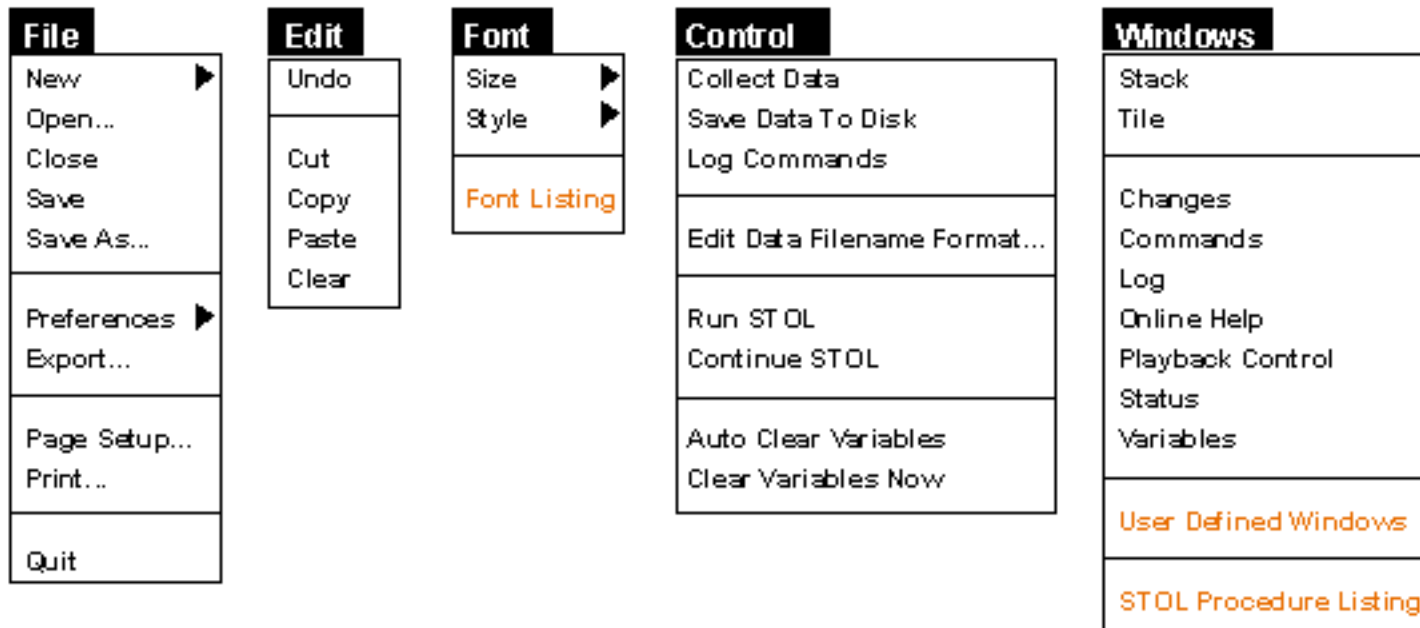 File
New
Open...
Close
Save
Save As...
Preferences
Export...
Page Setup...
Print...
Quit
Edit
Undo
Cut
Copy
Paste
Clear
Font
Size
Style
Font Listing
Control
Collect Data
Save Data To Disk
Log Commands
Edit Data Filename Format...
Run STOL
Continue STOL
Auto Clear Variables
Clear Variables Now
Windows
Stack
Tile
Changes
Commands
Log
Online Help
Playback Control
Status
Variables
User Defined Windows
STOL Procedure Listing